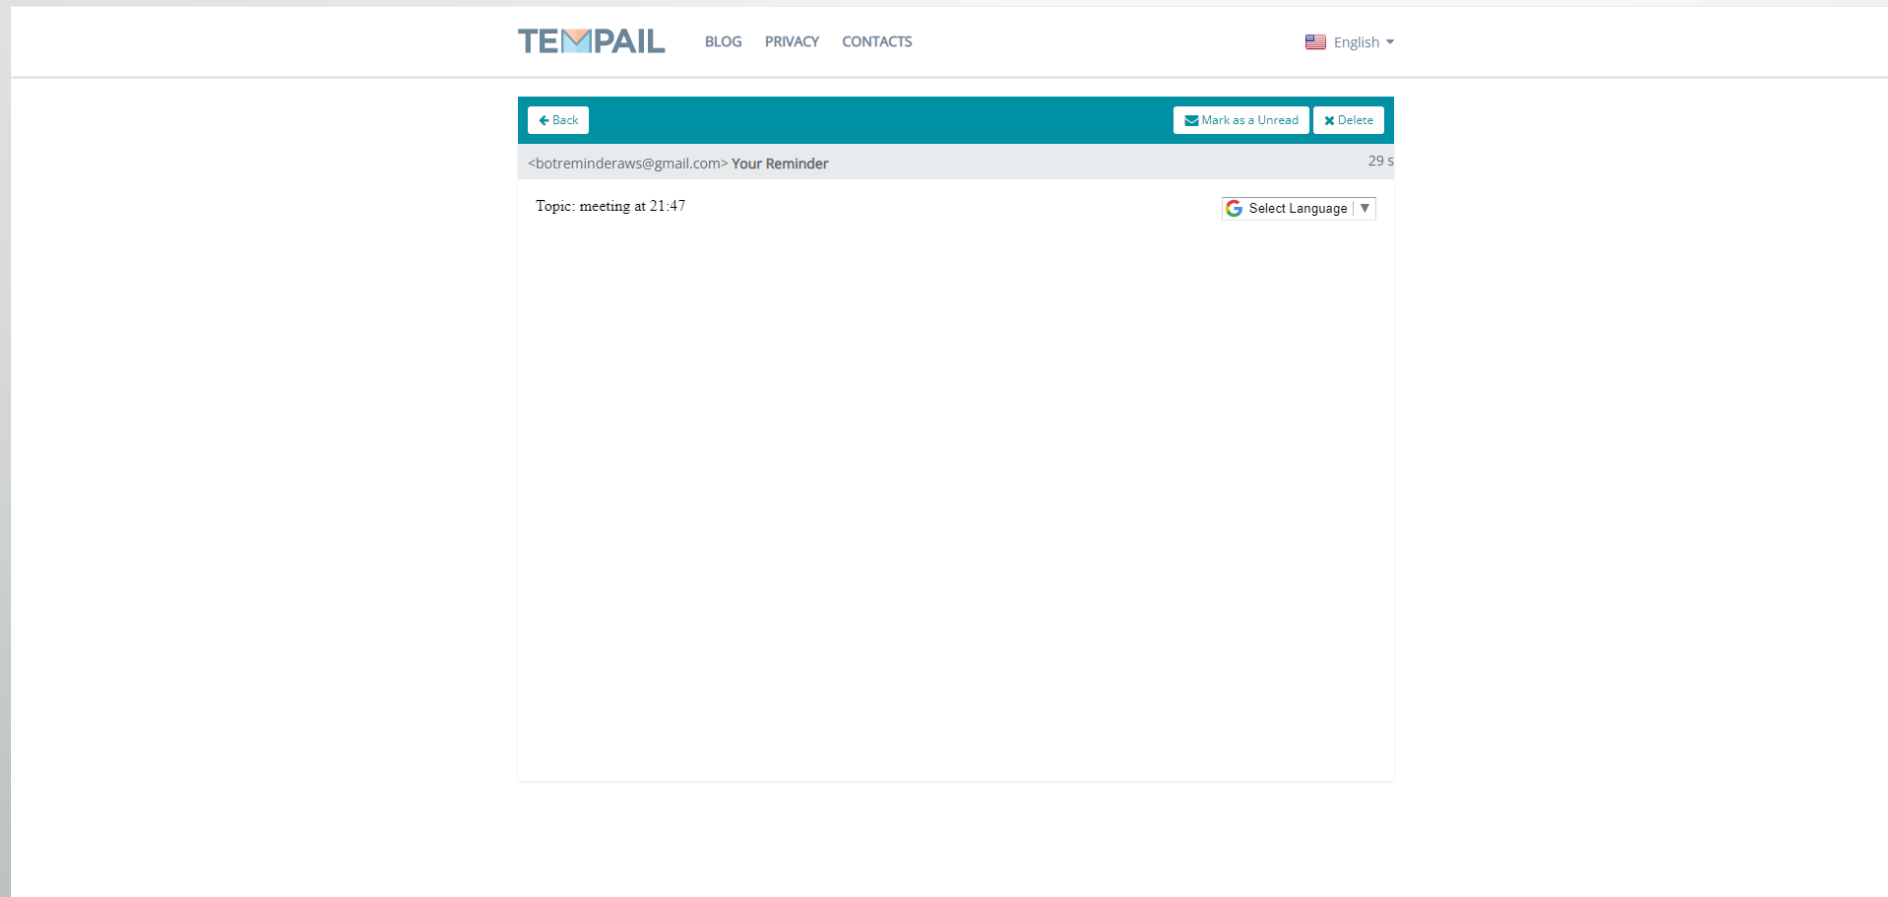 TEMPAIL BLOG PRIVACY CONTACTS English
Back Mark as a Unread Delete
<botreminderaws@gmail.com> Your Reminder 29 s
Topic: meeting at 21:47 G Select Language